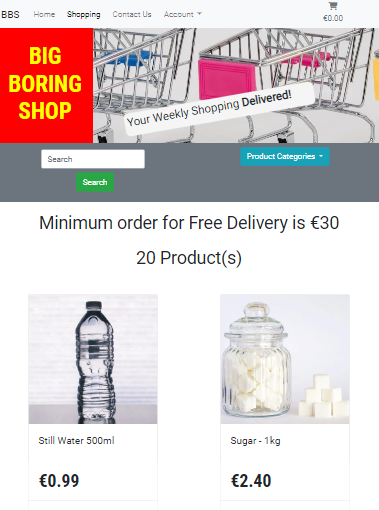 BBS Home Shopping Contact Us Account
€0.00
BIG
BORING
SHOP
Your Weekly Shopping Delivered!
Search
Product Categories
Search
Minimum order for Free Delivery is €30
20 Product(s)
Still Water 500ml
Sugar - 1kg
€0.99
€2.40